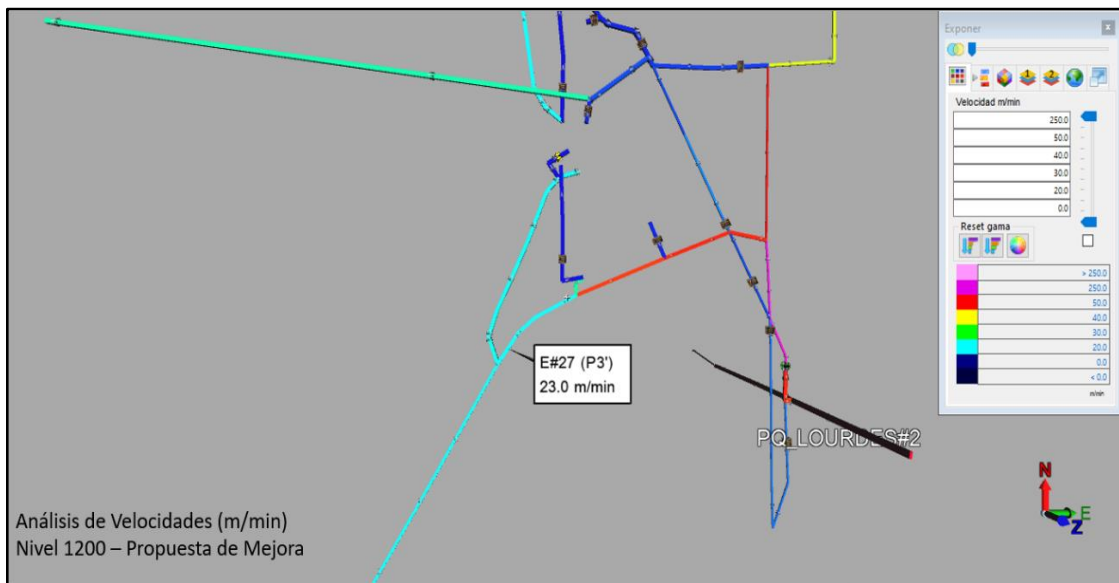 Exponer
x
Velocidad m/min
250.0
50.0
40.0
30.0
20.0
0.0
Reset gama
> 250.0
250.0
50.0
40.0
30.0
20.0
0.0
< 0.0
m/min
E#27 (P3')
23.0 m/min
PQ_LOURDES#2
N
E
Z
Análisis de Velocidades (m/min)
Nivel 1200 – Propuesta de Mejora